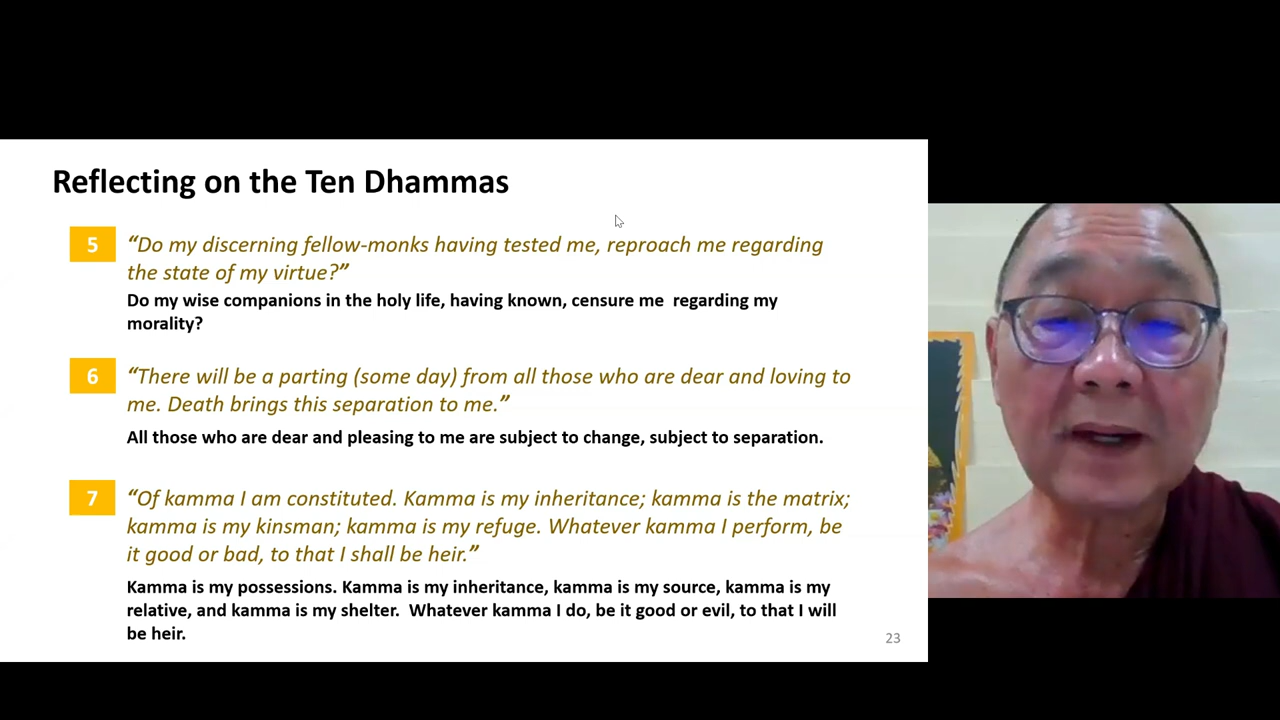 Reflecting on the Ten Dhammas
5
“Do my discerning fellow-monks having tested me, reproach me regarding
the state of my virtue?”
Do my wise companions in the holy life, having known, censure me regarding my
morality?
6
“There will be a parting (some day) from all those who are dear and loving to
me. Death brings this separation to me.”
All those who are dear and pleasing to me are subject to change, subject to separation.
7
“Of kamma I am constituted. Kamma is my inheritance; kamma is the matrix;
kamma is my kinsman; kamma is my refuge. Whatever kamma I perform, be
it good or bad, to that I shall be heir.”
Kamma is my possessions. Kamma is my inheritance, kamma is my source, kamma is my
relative, and kamma is my shelter. Whatever kamma I do, be it good or evil, to that I will
be heir.
23